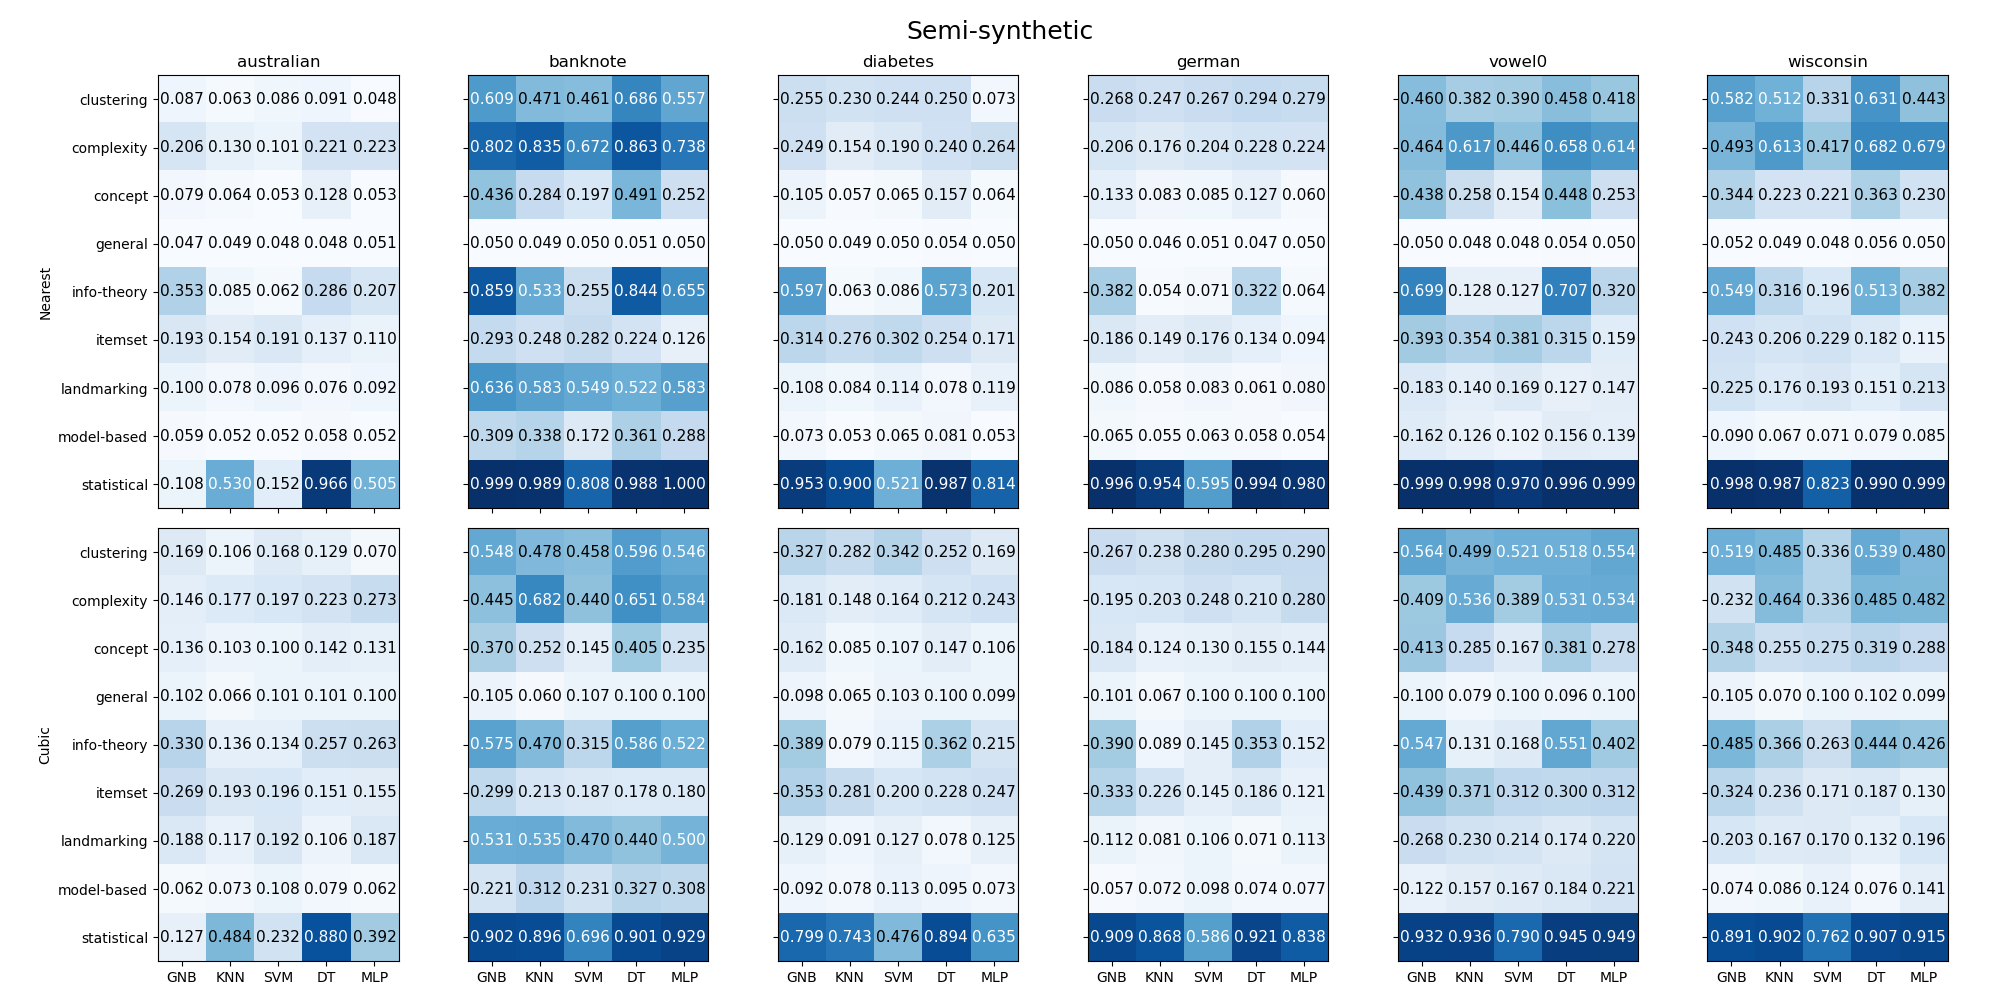 Semi-synthetic
australian banknote diabetes german vowel0 wisconsin
Nearest
clustering 0.087 0.063 0.086 0.091 0.048 0.609 0.471 0.461 0.686 0.557 0.255 0.230 0.244 0.250 0.073 0.268 0.247 0.267 0.294 0.279 0.460 0.382 0.390 0.458 0.418 0.582 0.512 0.331 0.631 0.443
complexity 0.206 0.130 0.101 0.221 0.223 0.802 0.835 0.672 0.863 0.738 0.249 0.154 0.190 0.240 0.264 0.206 0.176 0.204 0.228 0.224 0.464 0.617 0.446 0.658 0.614 0.493 0.613 0.417 0.682 0.679
concept 0.079 0.064 0.053 0.128 0.053 0.436 0.284 0.197 0.491 0.252 0.105 0.057 0.065 0.157 0.064 0.133 0.083 0.085 0.127 0.060 0.438 0.258 0.154 0.448 0.253 0.344 0.223 0.221 0.363 0.230
general 0.047 0.049 0.048 0.048 0.051 0.050 0.049 0.050 0.051 0.050 0.050 0.049 0.050 0.054 0.050 0.050 0.046 0.051 0.047 0.050 0.050 0.048 0.048 0.054 0.050 0.052 0.049 0.048 0.056 0.050
info-theory 0.353 0.085 0.062 0.286 0.207 0.859 0.533 0.255 0.844 0.655 0.597 0.063 0.086 0.573 0.201 0.382 0.054 0.071 0.322 0.064 0.699 0.128 0.127 0.707 0.320 0.549 0.316 0.196 0.513 0.382
itemset 0.193 0.154 0.191 0.137 0.110 0.293 0.248 0.282 0.224 0.126 0.314 0.276 0.302 0.254 0.171 0.186 0.149 0.176 0.134 0.094 0.393 0.354 0.381 0.315 0.159 0.243 0.206 0.229 0.182 0.115
landmarking 0.100 0.078 0.096 0.076 0.092 0.636 0.583 0.549 0.522 0.583 0.108 0.084 0.114 0.078 0.119 0.086 0.058 0.083 0.061 0.080 0.183 0.140 0.169 0.127 0.147 0.225 0.176 0.193 0.151 0.213
model-based 0.059 0.052 0.052 0.058 0.052 0.309 0.338 0.172 0.361 0.288 0.073 0.053 0.065 0.081 0.053 0.065 0.055 0.063 0.058 0.054 0.162 0.126 0.102 0.156 0.139 0.090 0.067 0.071 0.079 0.085
statistical 0.108 0.530 0.152 0.966 0.505 0.999 0.989 0.808 0.988 1.000 0.953 0.900 0.521 0.987 0.814 0.996 0.954 0.595 0.994 0.980 0.999 0.998 0.970 0.996 0.999 0.998 0.987 0.823 0.990 0.999
Cubic
clustering 0.169 0.106 0.168 0.129 0.070 0.548 0.478 0.458 0.596 0.546 0.327 0.282 0.342 0.252 0.169 0.267 0.238 0.280 0.295 0.290 0.564 0.499 0.521 0.518 0.554 0.519 0.485 0.336 0.539 0.480
complexity 0.146 0.177 0.197 0.223 0.273 0.445 0.682 0.440 0.651 0.584 0.181 0.148 0.164 0.212 0.243 0.195 0.203 0.248 0.210 0.280 0.409 0.536 0.389 0.531 0.534 0.232 0.464 0.336 0.485 0.482
concept 0.136 0.103 0.100 0.142 0.131 0.370 0.252 0.145 0.405 0.235 0.162 0.085 0.107 0.147 0.106 0.184 0.124 0.130 0.155 0.144 0.413 0.285 0.167 0.381 0.278 0.348 0.255 0.275 0.319 0.288
general 0.102 0.066 0.101 0.101 0.100 0.105 0.060 0.107 0.100 0.100 0.098 0.065 0.103 0.100 0.099 0.101 0.067 0.100 0.100 0.100 0.100 0.079 0.100 0.096 0.100 0.105 0.070 0.100 0.102 0.099
info-theory 0.330 0.136 0.134 0.257 0.263 0.575 0.470 0.315 0.586 0.522 0.389 0.079 0.115 0.362 0.215 0.390 0.089 0.145 0.353 0.152 0.547 0.131 0.168 0.551 0.402 0.485 0.366 0.263 0.444 0.426
itemset 0.269 0.193 0.196 0.151 0.155 0.299 0.213 0.187 0.178 0.180 0.353 0.281 0.200 0.228 0.247 0.333 0.226 0.145 0.186 0.121 0.439 0.371 0.312 0.300 0.312 0.324 0.236 0.171 0.187 0.130
landmarking 0.188 0.117 0.192 0.106 0.187 0.531 0.535 0.470 0.440 0.500 0.129 0.091 0.127 0.078 0.125 0.112 0.081 0.106 0.071 0.113 0.268 0.230 0.214 0.174 0.220 0.203 0.167 0.170 0.132 0.196
model-based 0.062 0.073 0.108 0.079 0.062 0.221 0.312 0.231 0.327 0.308 0.092 0.078 0.113 0.095 0.073 0.057 0.072 0.098 0.074 0.077 0.122 0.157 0.167 0.184 0.221 0.074 0.086 0.124 0.076 0.141
statistical 0.127 0.484 0.232 0.880 0.392 0.902 0.896 0.696 0.901 0.929 0.799 0.743 0.476 0.894 0.635 0.909 0.868 0.586 0.921 0.838 0.932 0.936 0.790 0.945 0.949 0.891 0.902 0.762 0.907 0.915
GNB KNN SVM DT MLP GNB KNN SVM DT MLP GNB KNN SVM DT MLP GNB KNN SVM DT MLP GNB KNN SVM DT MLP GNB KNN SVM DT MLP